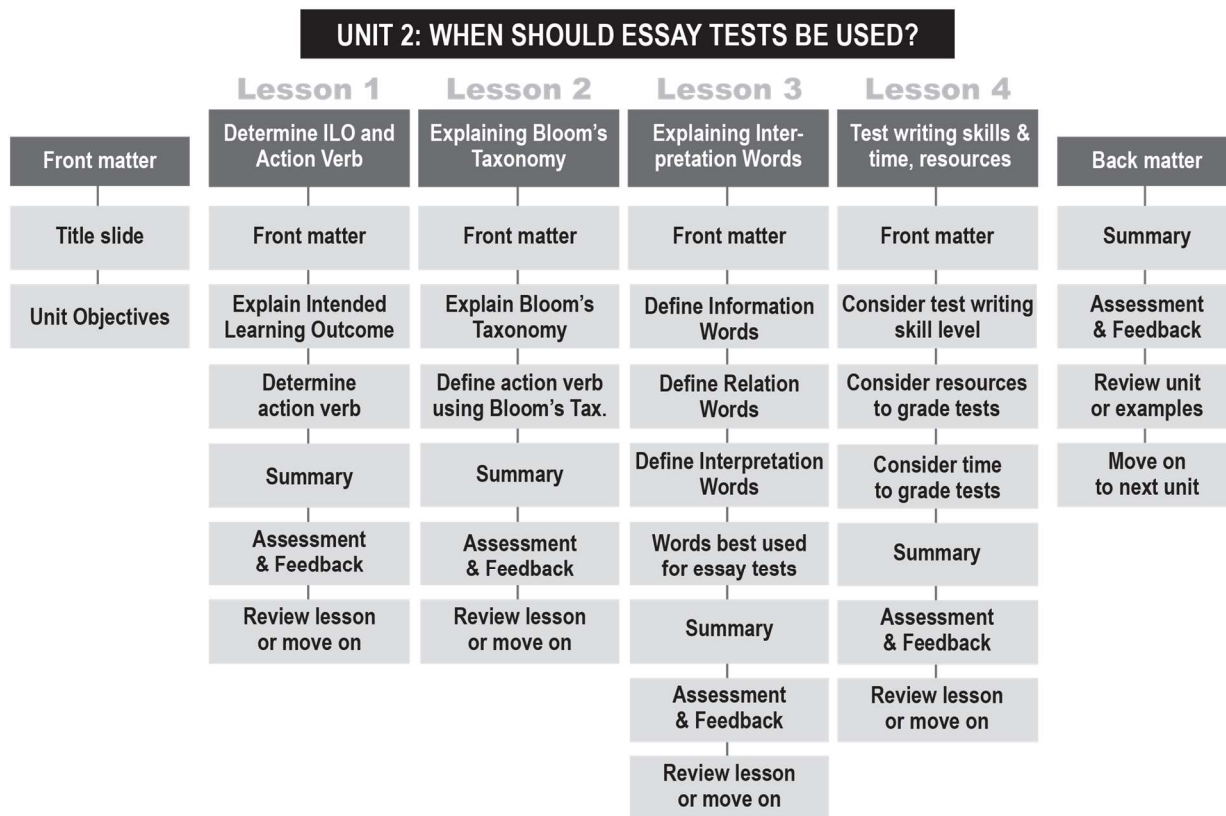 UNIT 2: WHEN SHOULD ESSAY TESTS BE USED?
Front matter
Title slide
Unit Objectives
Lesson 1
Determine ILO and
Action Verb
Front matter
Explain Intended
Learning Outcome
Determine
action verb
Summary
Assessment
& Feedback
Review lesson
or move on
Lesson 2
Explaining Bloom's
Taxonomy
Front matter
Explain Bloom's
Taxonomy
Define action verb
using Bloom's Tax.
Summary
Assessment
& Feedback
Review lesson
or move on
Lesson 3
Explaining Inter-
pretation Words
Front matter
Define Information
Words
Define Relation
Words
Define Interpretation
Words
Words best used
for essay tests
Summary
Assessment
& Feedback
Review lesson
or move on
Lesson 4
Test writing skills &
time, resources
Front matter
Consider test writing
skill level
Consider resources
to grade tests
Consider time
to grade tests
Summary
Assessment
& Feedback
Review lesson
or move on
Back matter
Summary
Assessment
& Feedback
Review unit
or examples
Move on
to next unit